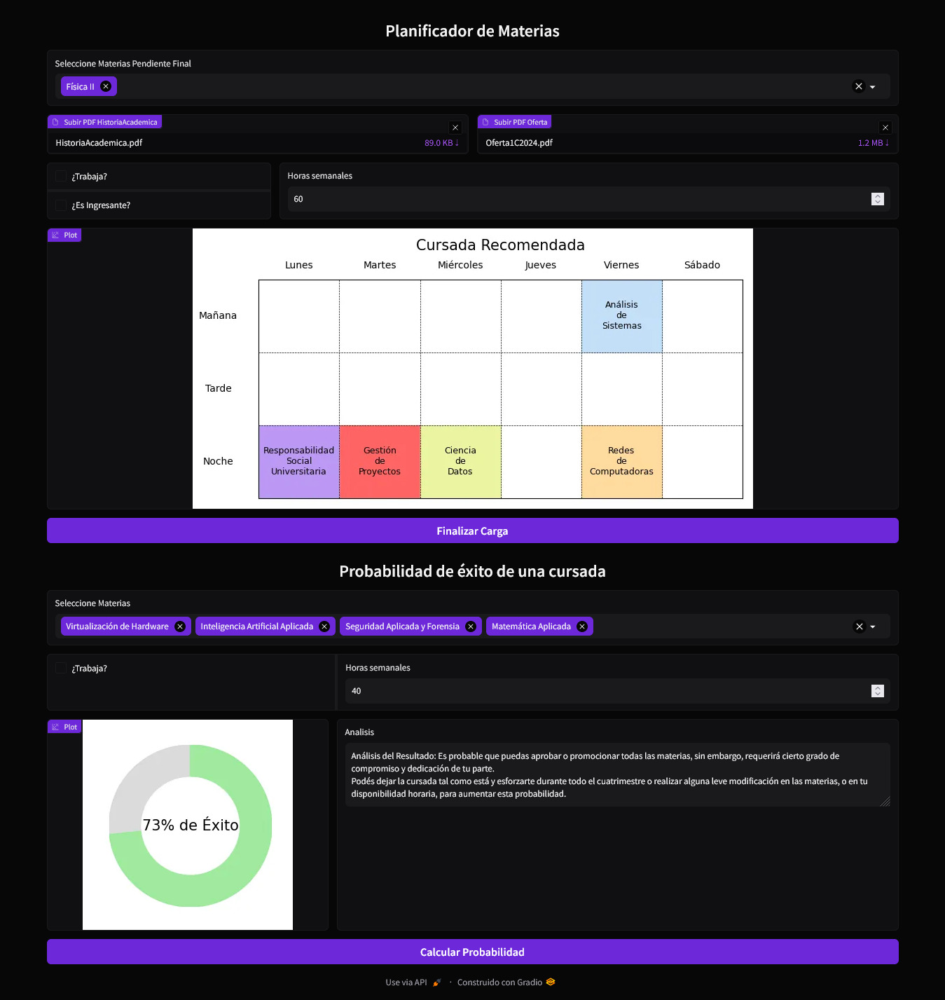 Planificador de Materias
Seleccione Materias Pendiente Final
Física II
Subir PDF HistoriaAcademica
HistoriaAcademica.pdf
89.0 KB ↓
Subir PDF Oferta
Oferta1C2024.pdf
1.2 MB ↓
¿Trabaja?
¿Es Ingresante?
Horas semanales
60
Plot
Cursada Recomendada
Lunes Martes Miércoles Jueves Viernes Sábado
Mañana
Análisis
de
Sistemas
Tarde
Noche
Responsabilidad
Social
Universitaria
Gestión
de
Proyectos
Ciencia
de
Datos
Redes
de
Computadoras
Finalizar Carga
Probabilidad de éxito de una cursada
Seleccione Materias
Virtualización de Hardware Inteligencia Artificial Aplicada Seguridad Aplicada y Forensia Matemática Aplicada
¿Trabaja?
Horas semanales
40
Plot
73% de Éxito
Analisis
Análisis del Resultado: Es probable que puedas aprobar o promocionar todas las materias, sin embargo, requerirá cierto grado de
compromiso y dedicación de tu parte.
Podés dejar la cursada tal como está y esforzarte durante todo el cuatrimestre o realizar alguna leve modificación en las materias, o en tu
disponibilidad horaria, para aumentar esta probabilidad.
Calcular Probabilidad
Use via API · Construido con Gradio